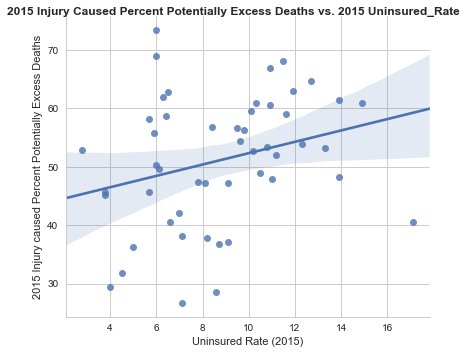 2015 Injury Caused Percent Potentially Excess Deaths vs. 2015 Uninsured_Rate
2015 Injury caused Percent Potentially Excess Deaths
70
60
50
40
30
4 6 8 10 12 14 16
Uninsured Rate (2015)